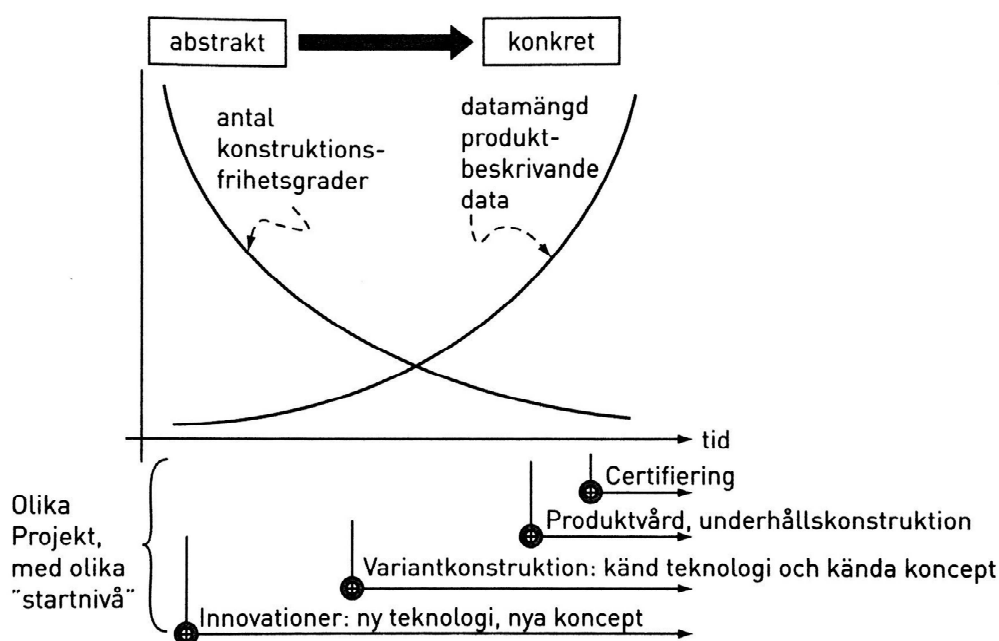 abstrakt
konkret
antal
konstruktions-
frihetsgrader
datamängd
produkt-
beskrivande
data
tid
Olika
Projekt,
med olika
"startnivå"
Certifiering
Produktvård, underhållskonstruktion
Variantkonstruktion: känd teknologi och kända koncept
Innovationer: ny teknologi, nya koncept